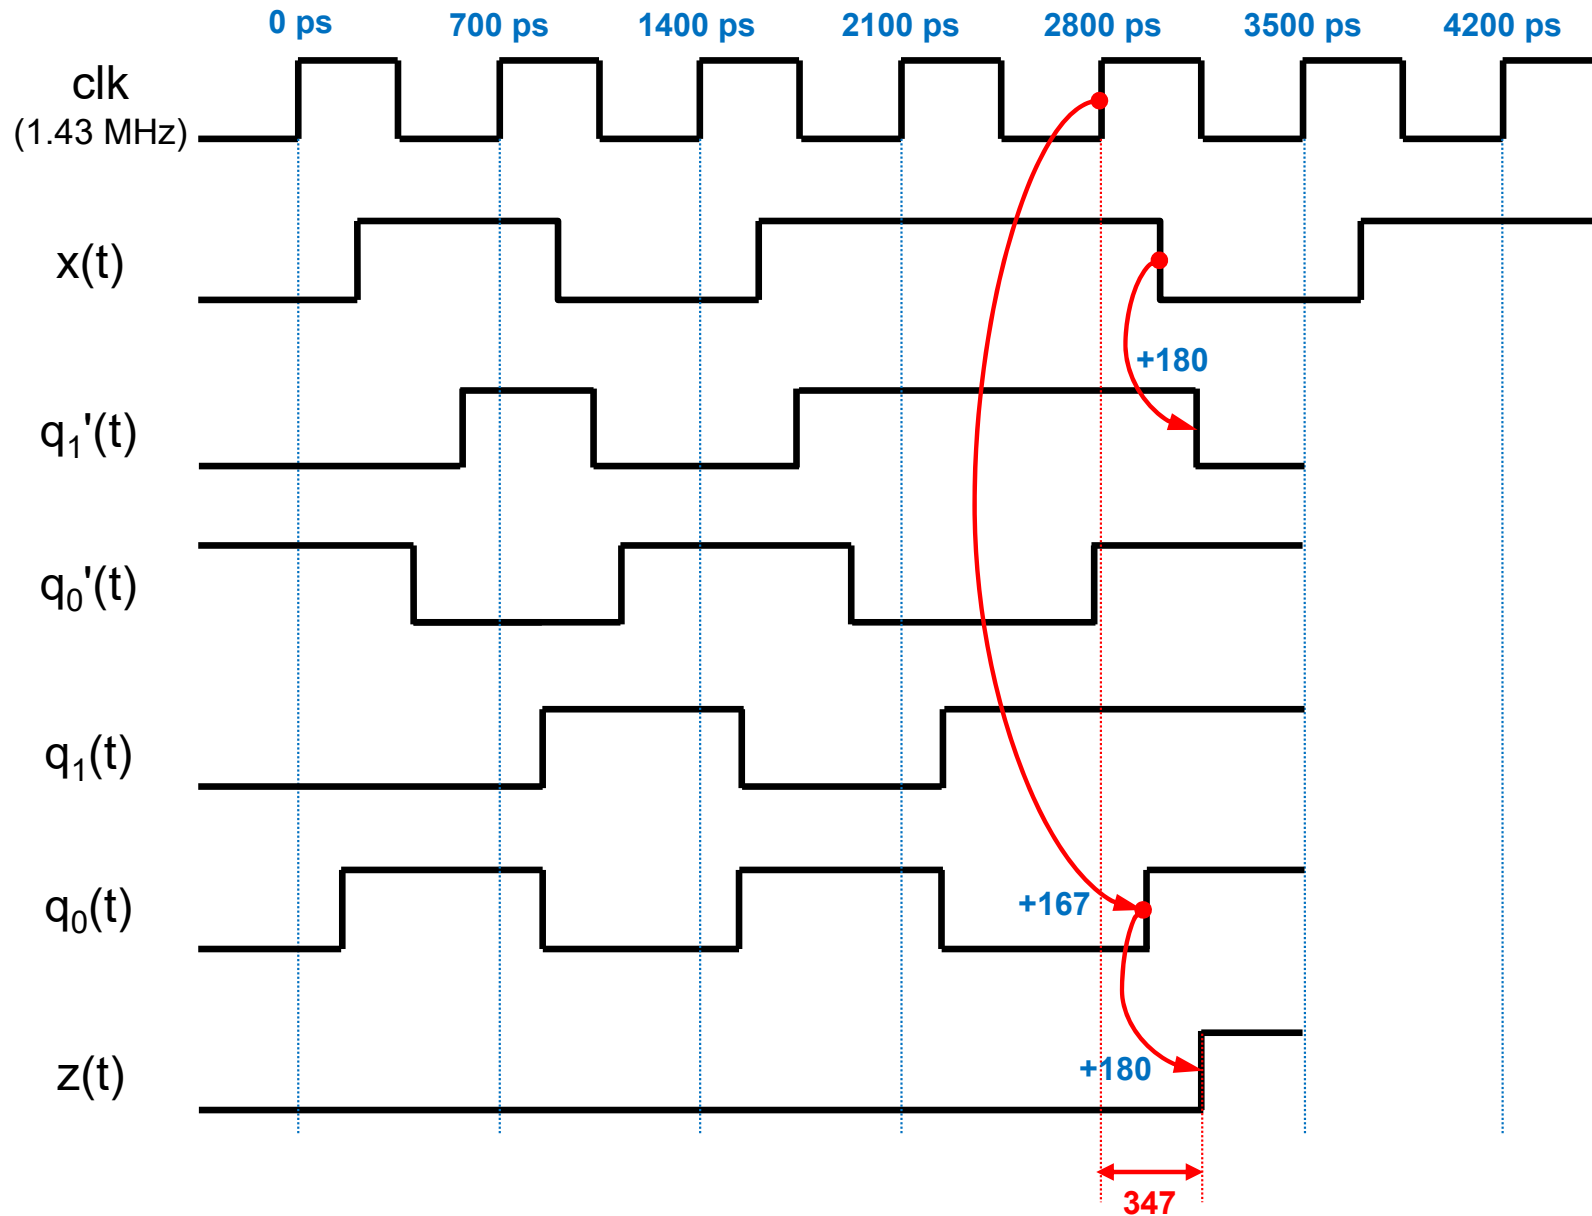 0 ps 700 ps 1400 ps 2100 ps 2800 ps 3500 ps 4200 ps
clk
(1.43 MHz)
x(t)
+180
q₁'(t)
q₀'(t)
q₁(t)
q₀(t)
+167
z(t)
+180
347